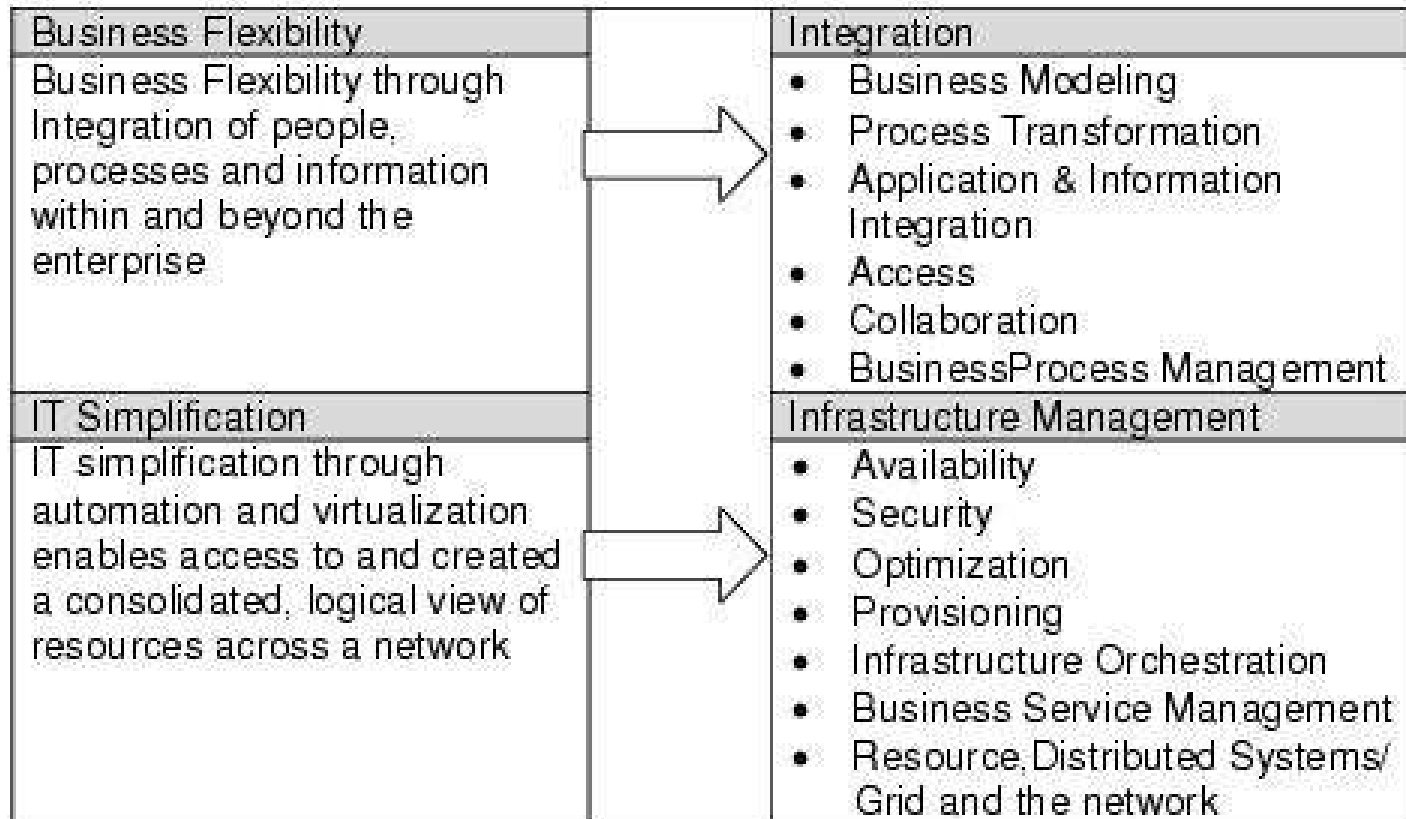 Business Flexibility
Business Flexibility through
Integration of people,
processes and information
within and beyond the
enterprise
Integration
• Business Modeling
• Process Transformation
• Application & Information
Integration
• Access
• Collaboration
• BusinessProcess Management
IT Simplification
IT simplification through
automation and virtualization
enables access to and created
a consolidated, logical view of
resources across a network
Infrastructure Management
• Availability
• Security
• Optimization
• Provisioning
• Infrastructure Orchestration
• Business Service Management
• Resource,Distributed Systems/
Grid and the network